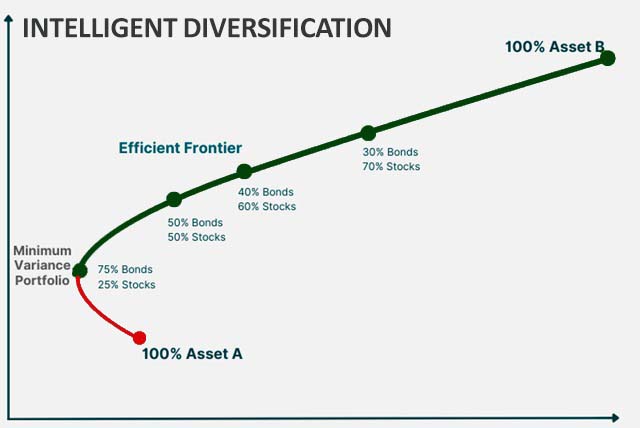 INTELLIGENT DIVERSIFICATION
100% Asset B
Efficient Frontier
30% Bonds
70% Stocks
40% Bonds
60% Stocks
50% Bonds
50% Stocks
Minimum
Variance
Portfolio
75% Bonds
25% Stocks
100% Asset A